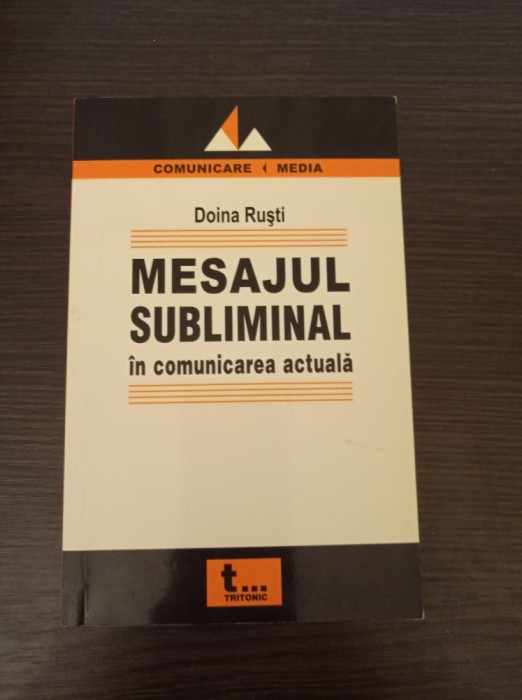 COMUNICARE MEDIA
Doina Ruşti
MESAJUL
SUBLIMINAL
în comunicarea actuală
t...
TRITONIC